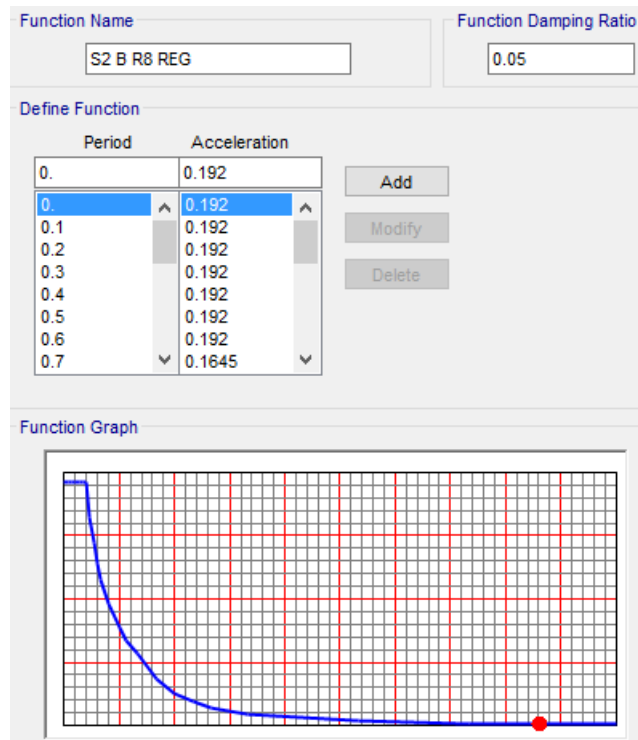 Function Name
Function Damping Ratio
S2 B R8 REG
0.05
Define Function
Period Acceleration
0. 0.192
Add
0. 0.192
0.1 0.192
Modify
0.2 0.192
0.3 0.192
Delete
0.4 0.192
0.5 0.192
0.6 0.192
0.7 0.1645
Function Graph